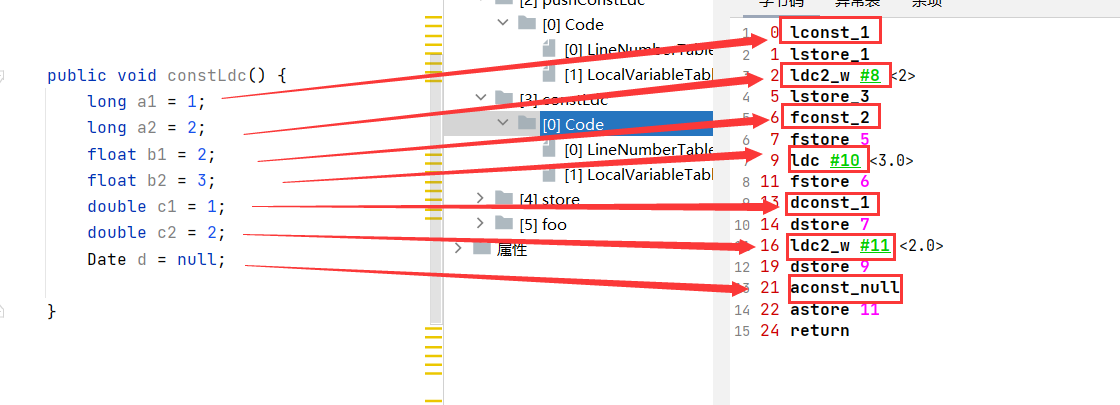 public void constLdc() {
long a1 = 1;
long a2 = 2;
float b1 = 2;
float b2 = 3;
double c1 = 1;
double c2 = 2;
Date d = null;
}
[2] pushConstLdc
[0] Code
[0] LineNumberTable
[1] LocalVariableTab
[3] constLdc
[0] Code
[0] LineNumberTable
[1] LocalVariableTab
[4] store
[5] foo
属性
字节码 异常表 杂项
1 0 lconst_1
2 1 lstore_1
3 2 ldc2_w #8 <2>
4 5 lstore_3
5 6 fconst_2
6 7 fstore 5
7 9 ldc #10 <3.0>
8 11 fstore 6
9 13 dconst_1
10 14 dstore 7
11 16 ldc2_w #11 <2.0>
12 19 dstore 9
13 21 aconst_null
14 22 astore 11
15 24 return